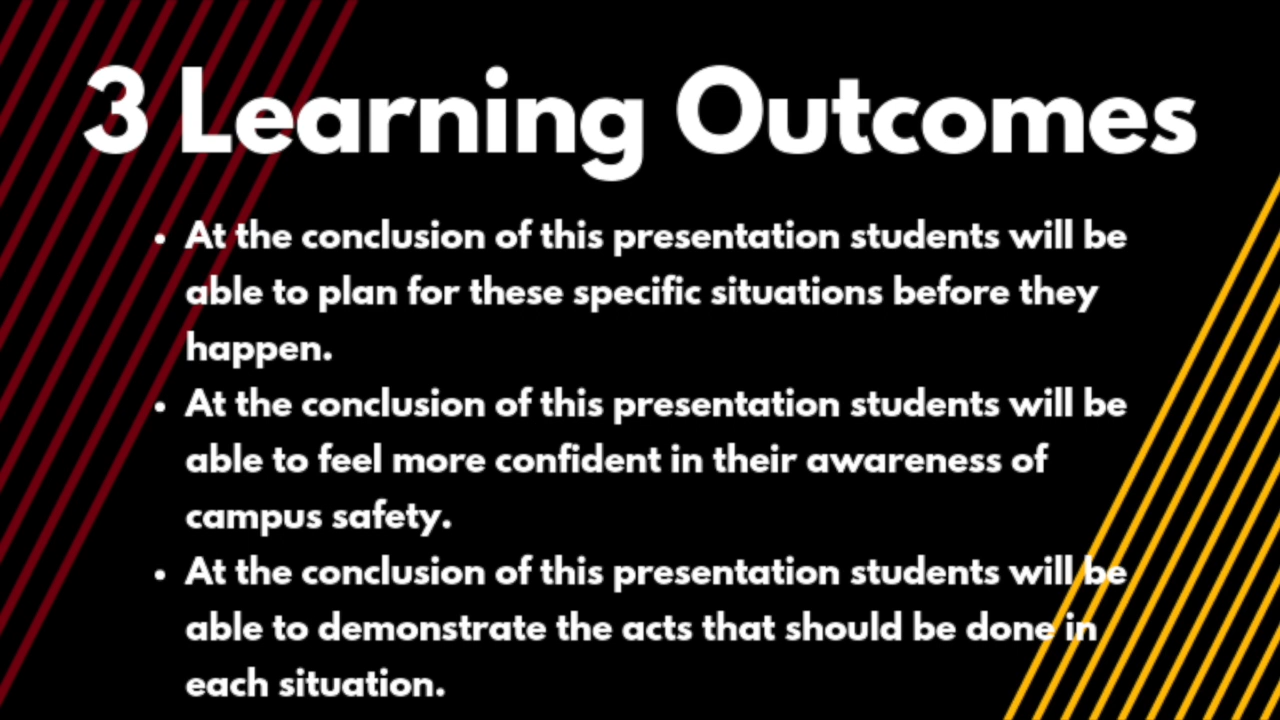 3 Learning Outcomes
• At the conclusion of this presentation students will be
able to plan for these specific situations before they
happen.
• At the conclusion of this presentation students will be
able to feel more confident in their awareness of
campus safety.
• At the conclusion of this presentation students will be
able to demonstrate the acts that should be done in
each situation.